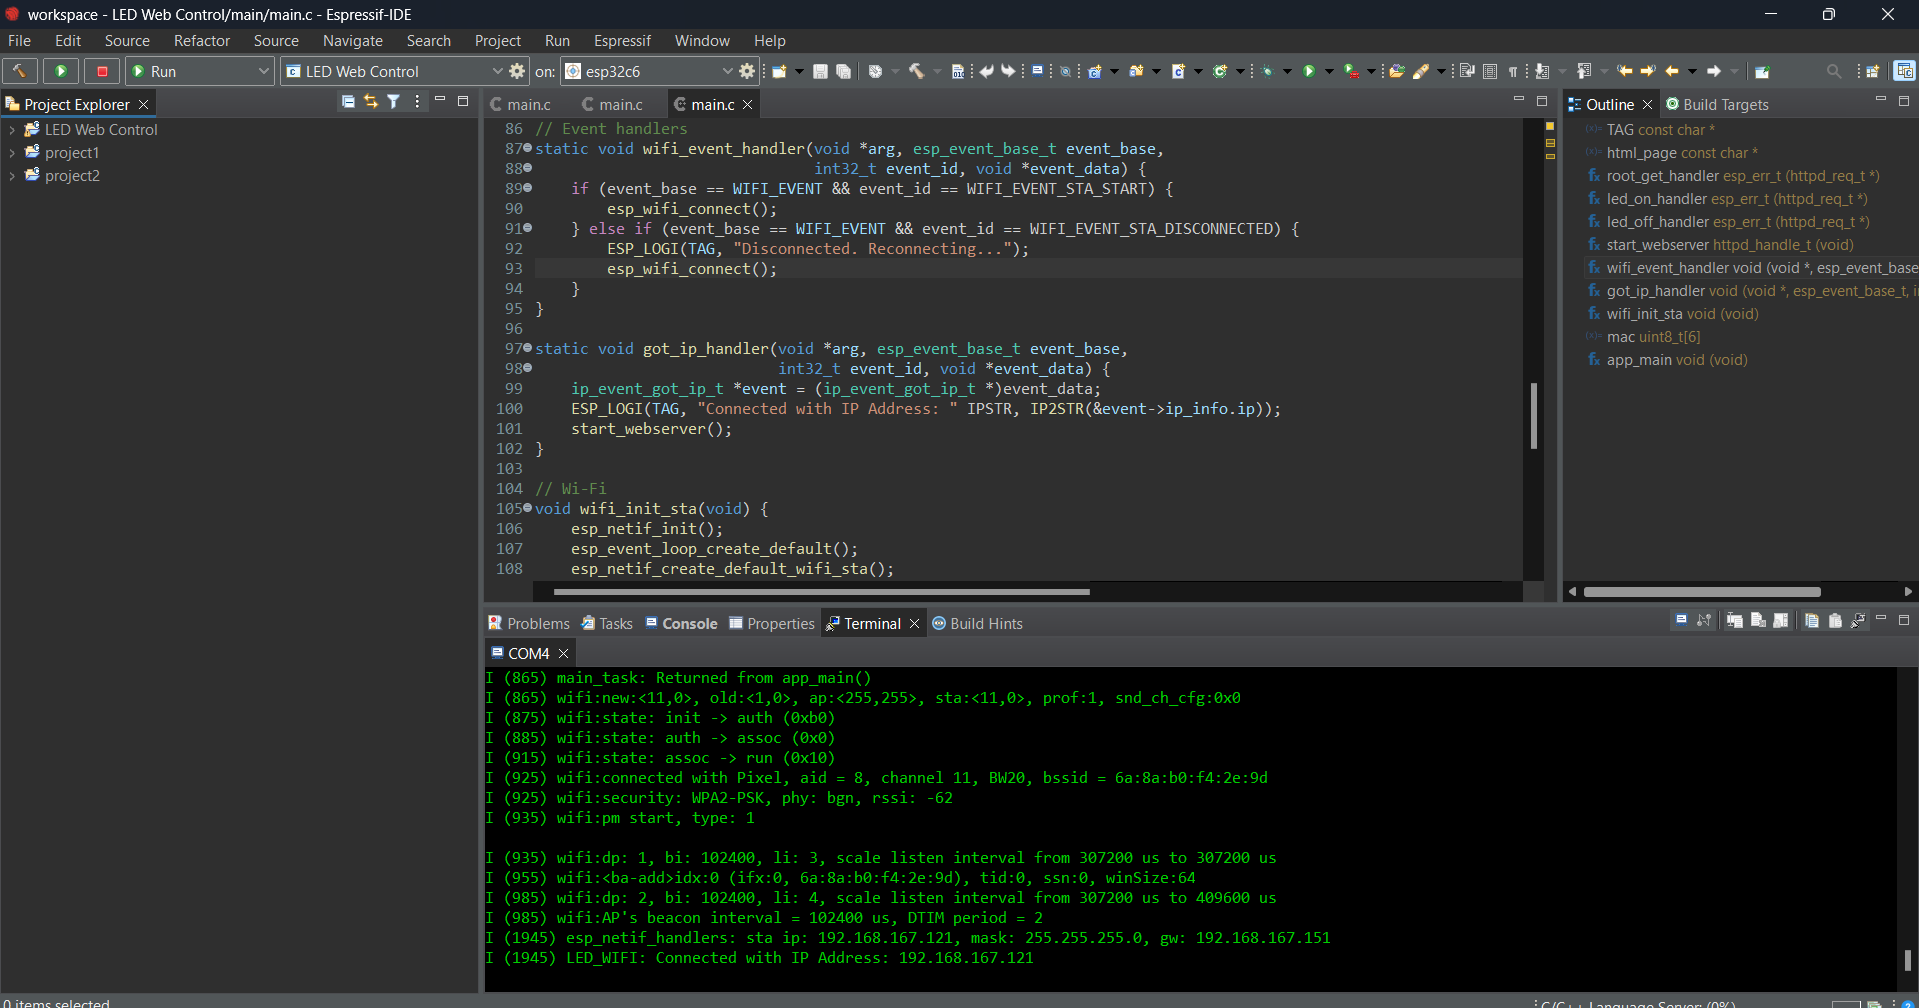 workspace - LED Web Control/main/main.c - Espressif-IDE
File Edit Source Refactor Source Navigate Search Project Run Espressif Window Help
Run LED Web Control on: esp32c6
Project Explorer
LED Web Control
project1
project2
main.c main.c main.c
86 // Event handlers
87 static void wifi_event_handler(void *arg, esp_event_base_t event_base,
88 int32_t event_id, void *event_data) {
89 if (event_base == WIFI_EVENT && event_id == WIFI_EVENT_STA_START) {
90 esp_wifi_connect();
91 } else if (event_base == WIFI_EVENT && event_id == WIFI_EVENT_STA_DISCONNECTED) {
92 ESP_LOGI(TAG, "Disconnected. Reconnecting...");
93 esp_wifi_connect();
94 }
95 }
96
97 static void got_ip_handler(void *arg, esp_event_base_t event_base,
98 int32_t event_id, void *event_data) {
99 ip_event_got_ip_t *event = (ip_event_got_ip_t *)event_data;
100 ESP_LOGI(TAG, "Connected with IP Address: " IPSTR, IP2STR(&event->ip_info.ip));
101 start_webserver();
102 }
103
104 // Wi-Fi
105 void wifi_init_sta(void) {
106 esp_netif_init();
107 esp_event_loop_create_default();
108 esp_netif_create_default_wifi_sta();
Outline Build Targets
TAG const char *
html_page const char *
root_get_handler esp_err_t (httpd_req_t *)
led_on_handler esp_err_t (httpd_req_t *)
led_off_handler esp_err_t (httpd_req_t *)
start_webserver httpd_handle_t (void)
wifi_event_handler void (void *, esp_event_base
got_ip_handler void (void *, esp_event_base_t, i
wifi_init_sta void (void)
mac uint8_t[6]
app_main void (void)
Problems Tasks Console Properties Terminal Build Hints
COM4
I (865) main_task: Returned from app_main()
I (865) wifi:new:<11,0>, old:<1,0>, ap:<255,255>, sta:<11,0>, prof:1, snd_ch_cfg:0x0
I (875) wifi:state: init -> auth (0xb0)
I (885) wifi:state: auth -> assoc (0x0)
I (915) wifi:state: assoc -> run (0x10)
I (925) wifi:connected with Pixel, aid = 8, channel 11, BW20, bssid = 6a:8a:b0:f4:2e:9d
I (925) wifi:security: WPA2-PSK, phy: bgn, rssi: -62
I (935) wifi:pm start, type: 1
I (935) wifi:dp: 1, bi: 102400, li: 3, scale listen interval from 307200 us to 307200 us
I (955) wifi:<ba-add>idx:0 (ifx:0, 6a:8a:b0:f4:2e:9d), tid:0, ssn:0, winSize:64
I (985) wifi:dp: 2, bi: 102400, li: 4, scale listen interval from 307200 us to 409600 us
I (985) wifi:AP's beacon interval = 102400 us, DTIM period = 2
I (1945) esp_netif_handlers: sta ip: 192.168.167.121, mask: 255.255.255.0, gw: 192.168.167.151
I (1945) LED_WIFI: Connected with IP Address: 192.168.167.121
0 items selected
C/C++ Language Server: (0%)